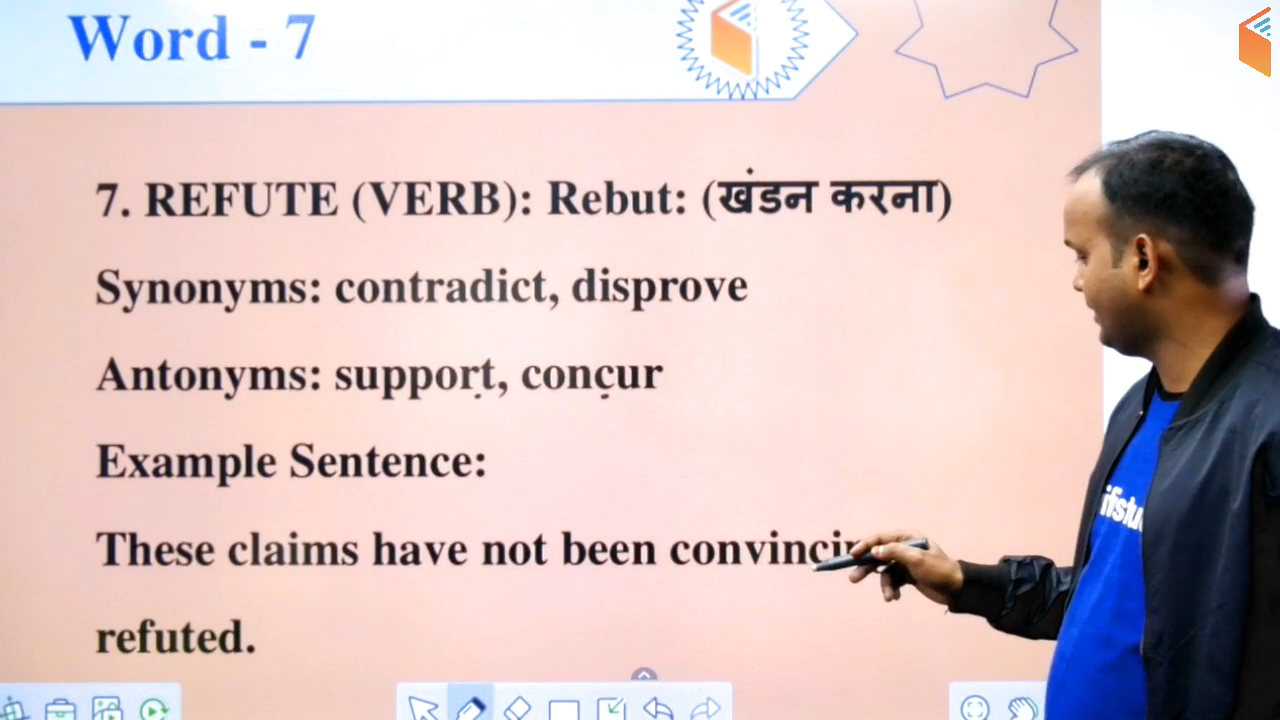 Word - 7
7. REFUTE (VERB): Rebut: (खंडन करना)
Synonyms: contradict, disprove
Antonyms: support, concur
Example Sentence:
These claims have not been
refuted.